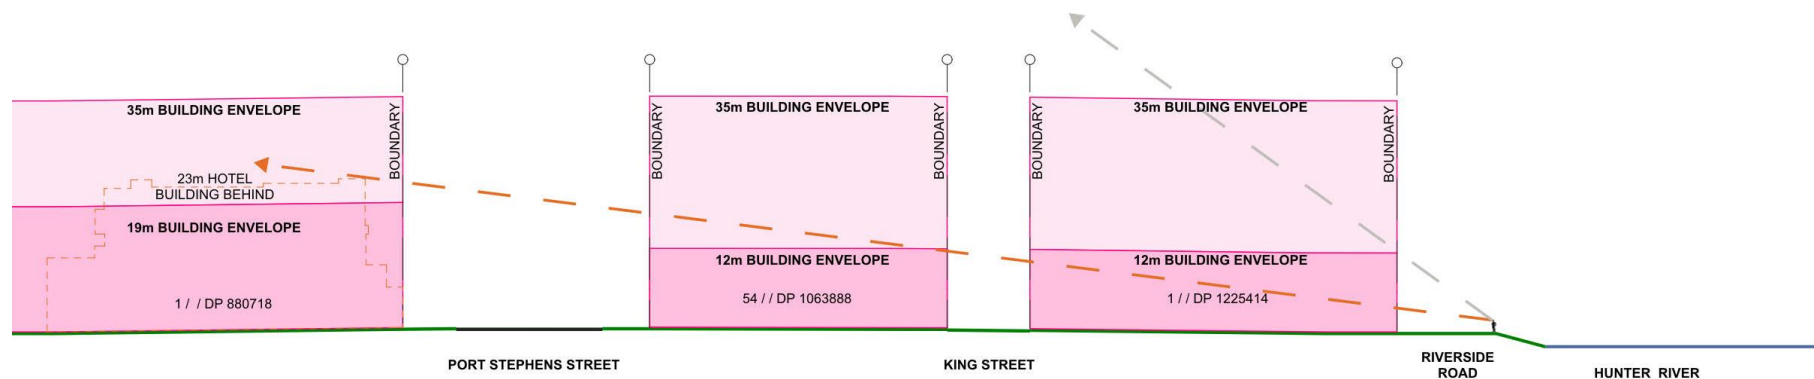 35m BUILDING ENVELOPE
BOUNDARY
23m HOTEL
BUILDING BEHIND
19m BUILDING ENVELOPE
1 / / DP 880718
BOUNDARY
35m BUILDING ENVELOPE
BOUNDARY
12m BUILDING ENVELOPE
54 / / DP 1063888
BOUNDARY
35m BUILDING ENVELOPE
BOUNDARY
12m BUILDING ENVELOPE
1 / / DP 1225414
PORT STEPHENS STREET
KING STREET
RIVERSIDE
ROAD
HUNTER RIVER